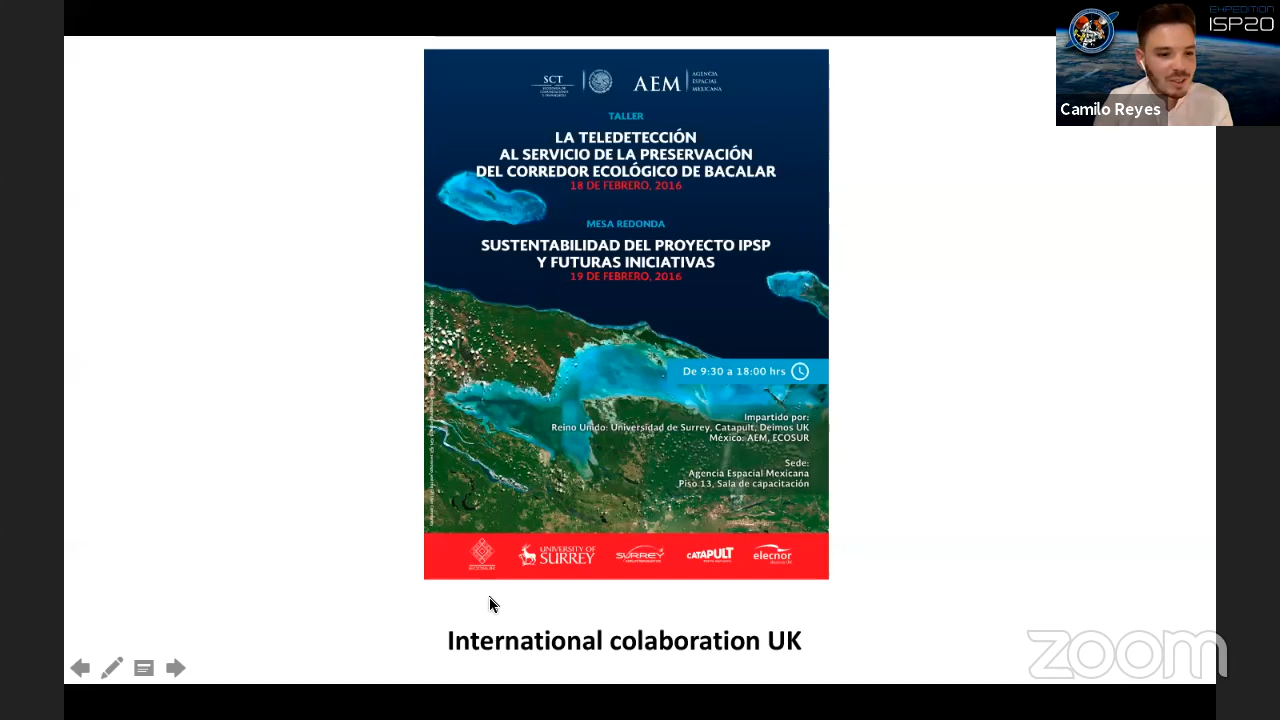 EXPEDITION
ISP20
Camilo Reyes
SCT
AEM
AGENCIA
ESPACIAL
MEXICANA
TALLER
LA TELEDETECCIÓN
AL SERVICIO DE LA PRESERVACIÓN
DEL CORREDOR ECOLÓGICO DE BACALAR
18 DE FEBRERO, 2016
MESA REDONDA
SUSTENTABILIDAD DEL PROYECTO IPSP
Y FUTURAS INICIATIVAS
19 DE FEBRERO, 2016
De 9:30 a 18:00 hrs
Impartido por:
Reino Unido: Universidad de Surrey, Catapult, Deimos UK
México: AEM, ECOSUR
Sede:
Agencia Espacial Mexicana
Piso 13, Sala de capacitación
UNIVERSITY OF
SURREY
SURREY
CATAPULT
elecnor
International colaboration UK
zoom